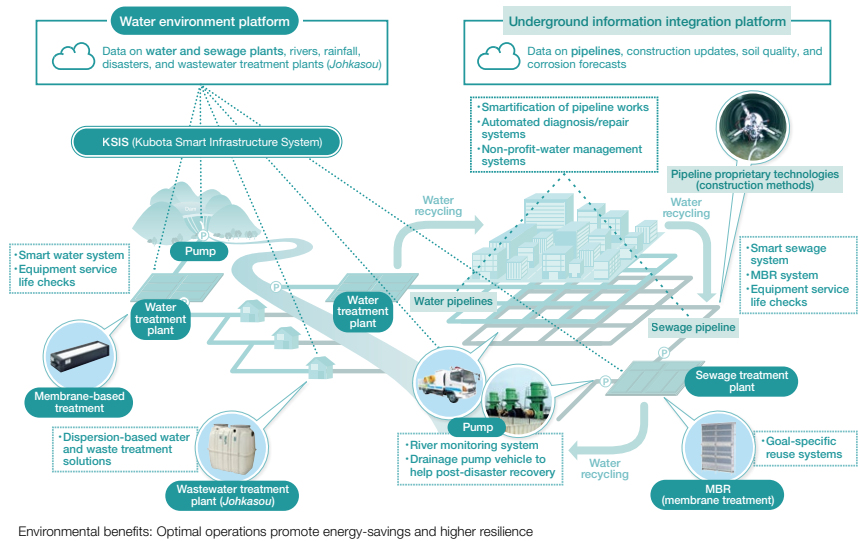 Water environment platform
Data on water and sewage plants, rivers, rainfall,
disasters, and wastewater treatment plants (Johkasou)
Underground information integration platform
Data on pipelines, construction updates, soil quality, and
corrosion forecasts
KSIS (Kubota Smart Infrastructure System)
・Smartification of pipeline works
・Automated diagnosis/repair
systems
・Non-profit-water management
systems
Pipeline proprietary technologies
(construction methods)
Water
recycling
Water
recycling
P
Pump
・Smart water system
・Equipment service
life checks
・Smart sewage
system
・MBR system
・Equipment service
life checks
P
P
Water
treatment
plant
Water
treatment
plant
Water pipelines
Sewage pipeline
P
P
Membrane-based
treatment
Sewage treatment
plant
Pump
・Dispersion-based water
and waste treatment
solutions
・River monitoring system
・Drainage pump vehicle to
help post-disaster recovery
Water
recycling
・Goal-specific
reuse systems
Wastewater treatment
plant (Johkasou)
MBR
(membrane treatment)
Environmental benefits: Optimal operations promote energy-savings and higher resilience